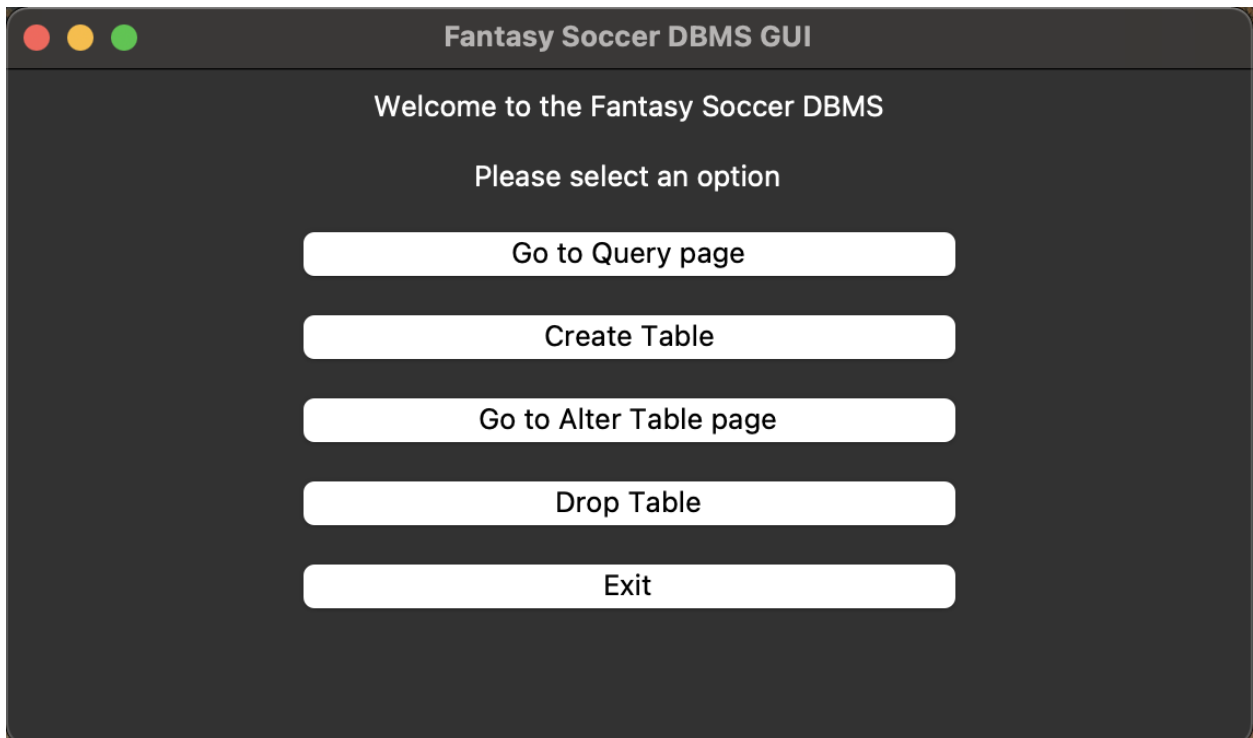 Fantasy Soccer DBMS GUI
Welcome to the Fantasy Soccer DBMS
Please select an option
Go to Query page
Create Table
Go to Alter Table page
Drop Table
Exit